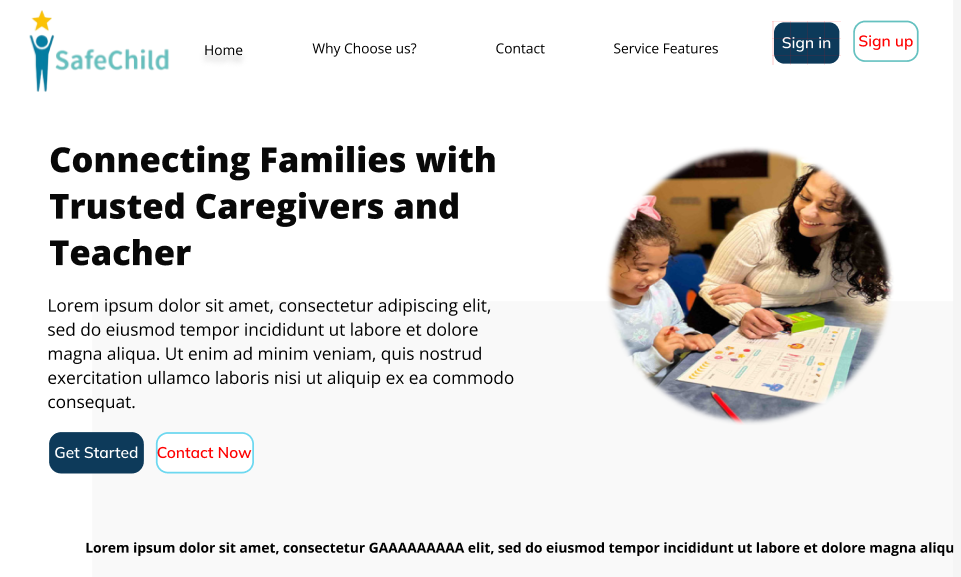 SafeChild
Home
Why Choose us?
Contact
Service Features
Sign in
Sign up
Connecting Families with
Trusted Caregivers and
Teacher
Lorem ipsum dolor sit amet, consectetur adipiscing elit,
sed do eiusmod tempor incididunt ut labore et dolore
magna aliqua. Ut enim ad minim veniam, quis nostrud
exercitation ullamco laboris nisi ut aliquip ex ea commodo
consequat.
Get Started
Contact Now
Lorem ipsum dolor sit amet, consectetur GAAAAAAAAA elit, sed do eiusmod tempor incididunt ut labore et dolore magna aliqu